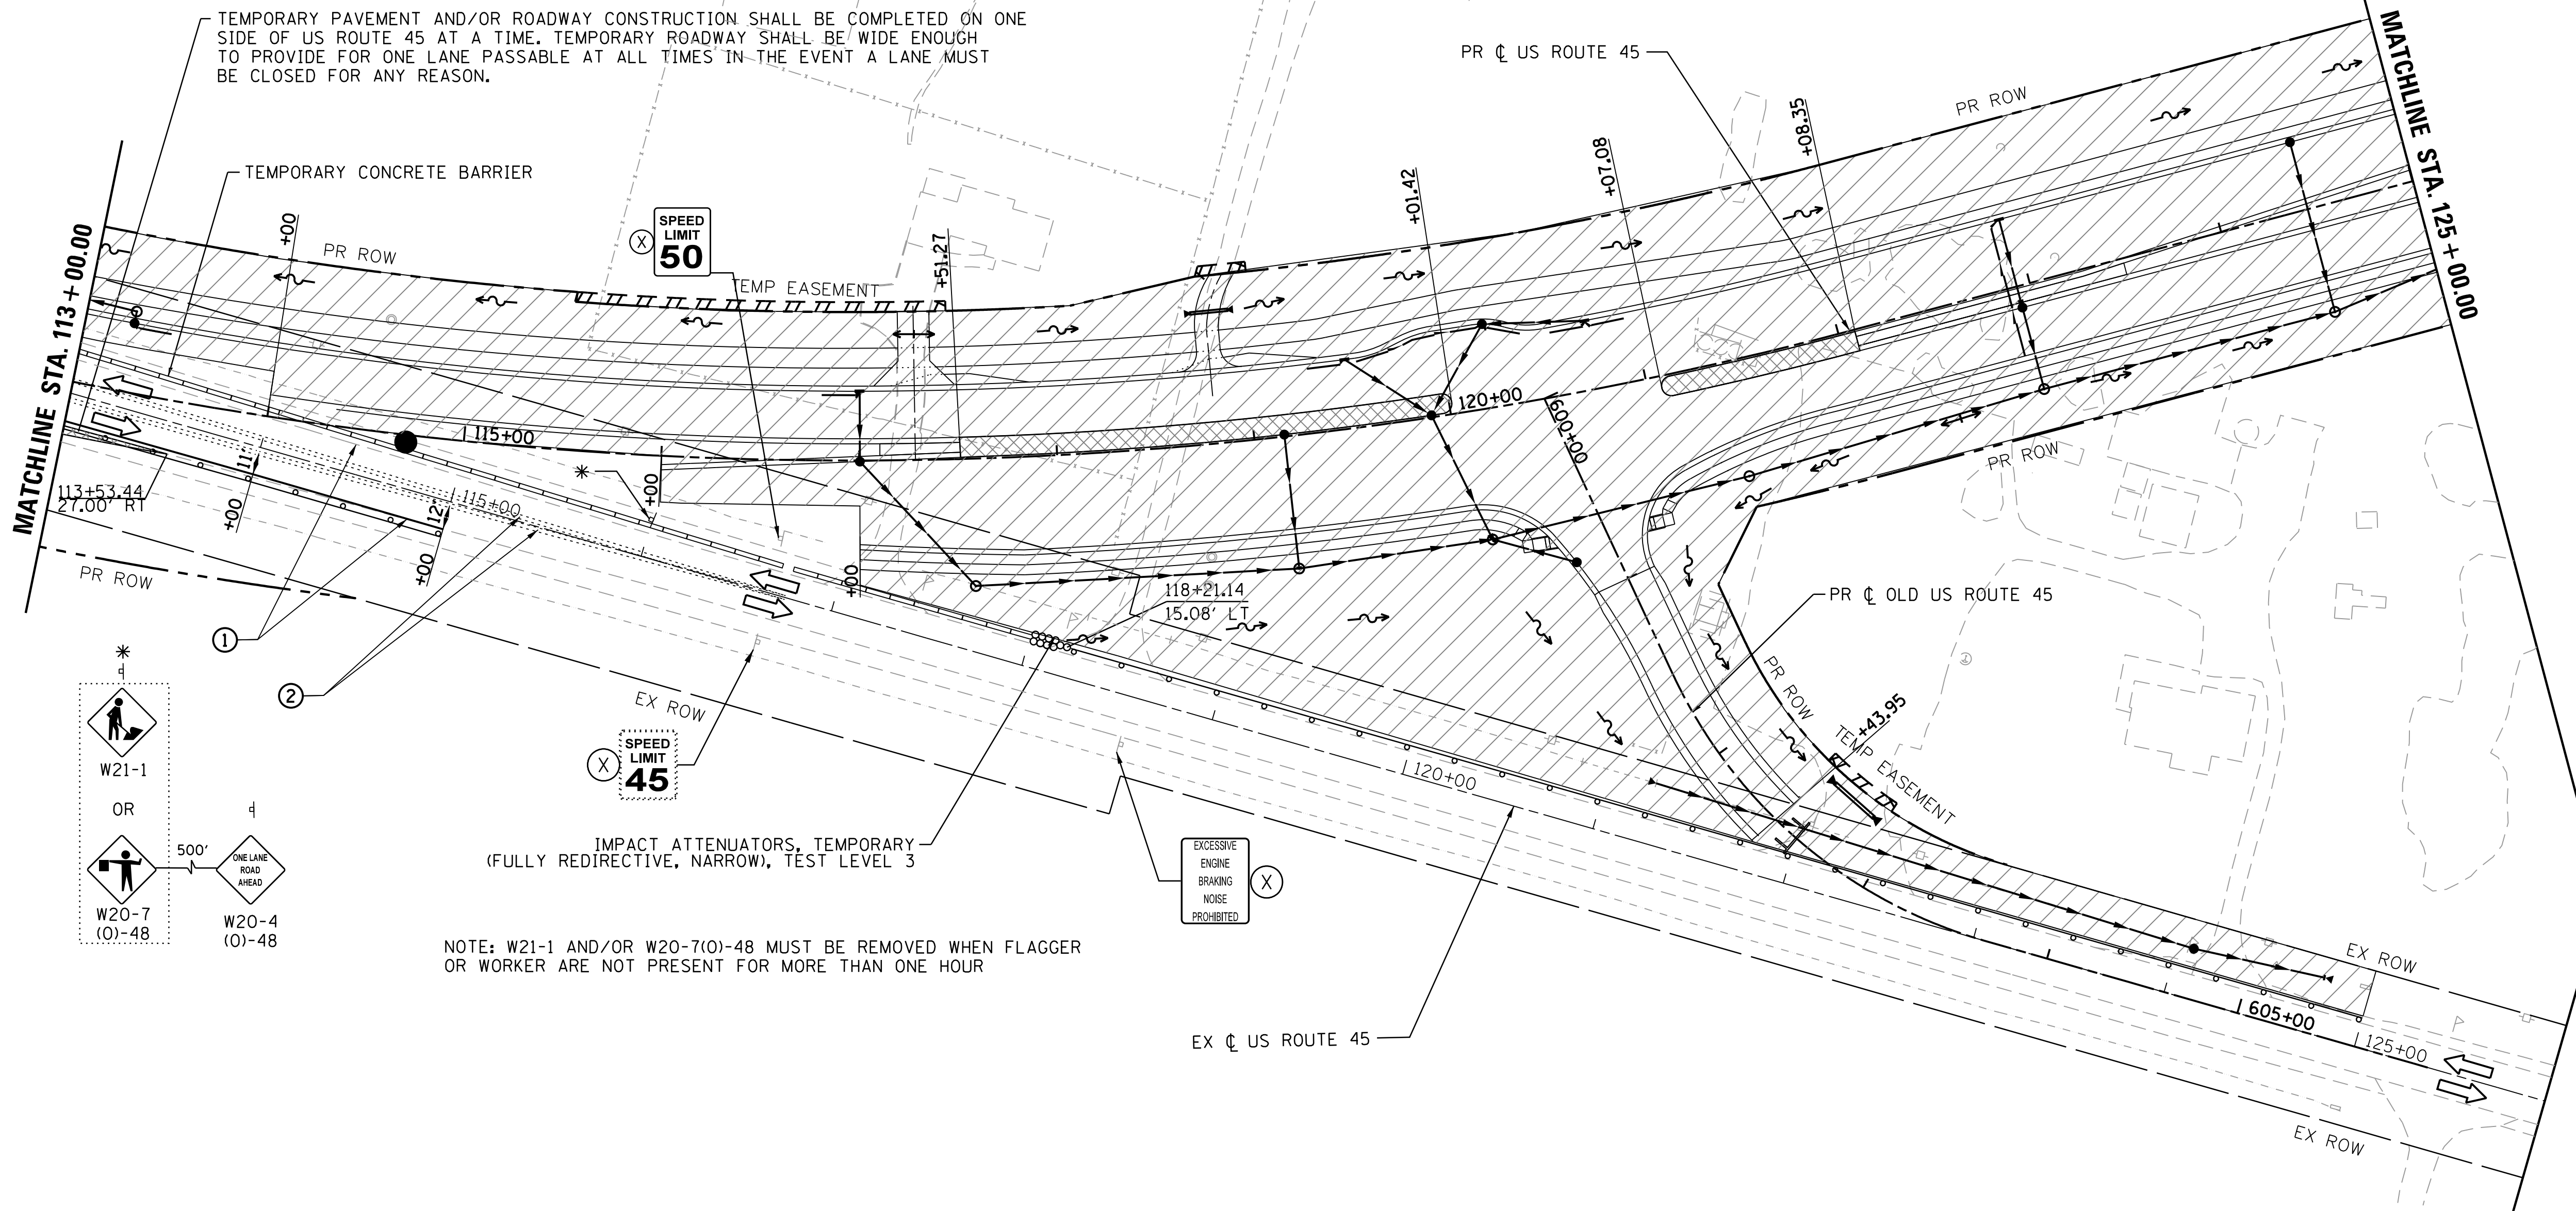 TEMPORARY PAVEMENT AND/OR ROADWAY CONSTRUCTION SHALL BE COMPLETED ON ONE
SIDE OF US ROUTE 45 AT A TIME. TEMPORARY ROADWAY SHALL BE WIDE ENOUGH
TO PROVIDE FOR ONE LANE PASSABLE AT ALL TIMES IN THE EVENT A LANE MUST
BE CLOSED FOR ANY REASON.
PR ℄ US ROUTE 45
MATCHLINE STA. 125+00.00
PR ROW
+08.35
+07.08
+01.42
TEMPORARY CONCRETE BARRIER
MATCHLINE STA. 113+00.00
+00
PR ROW
X
SPEED
LIMIT
50
+51.27
TEMP EASEMENT
120+00
600+00
115+00
PR ROW
*
+00
11'
+00
115+00
12'
+00
113+53.44
27.00' RT
+00
PR ROW
118+21.14
15.08' LT
PR ℄ OLD US ROUTE 45
1
2
*
W21-1
OR
W20-7
(O)-48
500'
ONE LANE
ROAD
AHEAD
W20-4
(O)-48
EX ROW
X
SPEED
LIMIT
45
PR ROW
+43.95
TEMP EASEMENT
120+00
IMPACT ATTENUATORS, TEMPORARY
(FULLY REDIRECTIVE, NARROW), TEST LEVEL 3
EXCESSIVE
ENGINE
BRAKING
NOISE
PROHIBITED
X
NOTE: W21-1 AND/OR W20-7(O)-48 MUST BE REMOVED WHEN FLAGGER
OR WORKER ARE NOT PRESENT FOR MORE THAN ONE HOUR
EX ROW
605+00
125+00
EX ℄ US ROUTE 45
EX ROW